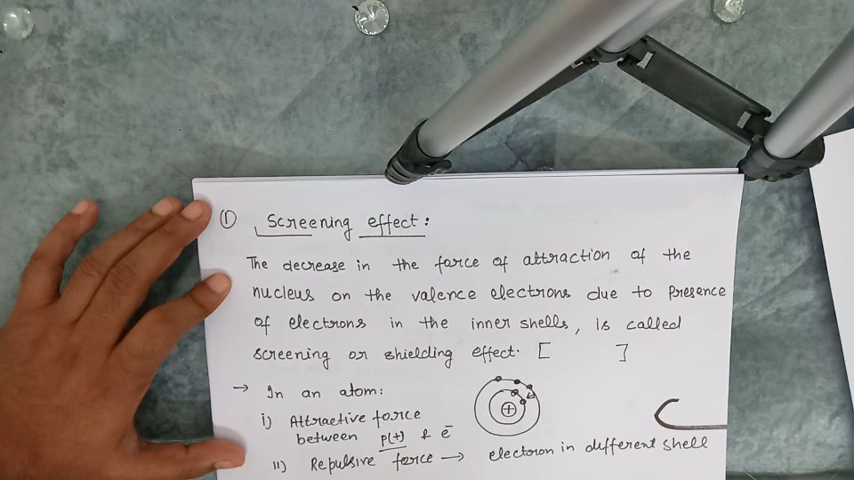 ① Screening effect:
The decrease in the force of attraction of the
nucleus on the valence electrons due to presence
of electrons in the inner shells, is called
screening or shielding effect. [ ]
→ In an atom:
i) Attractive force
between p(+) & e⁻
ii) Repulsive force → electron in different shell
+